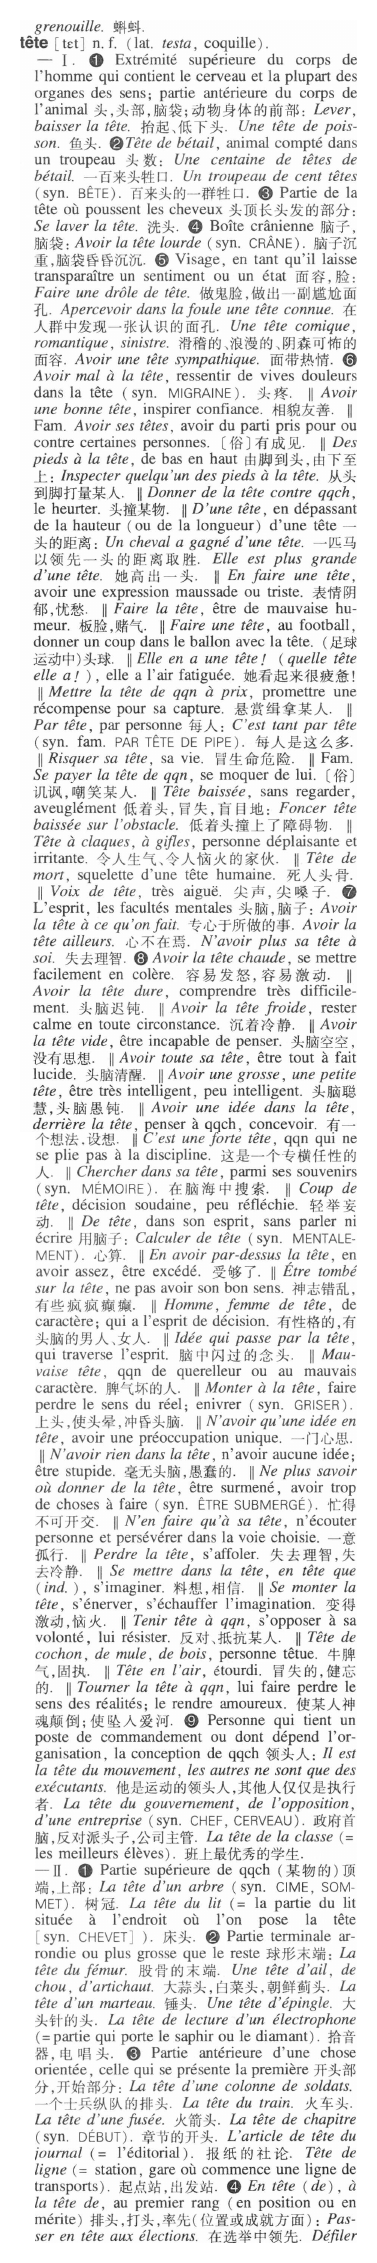 grenouille. 蝌蚪.
tête [tɛt] n. f. (lat. testa, coquille).
— Ⅰ. ❶ Extrémité supérieure du corps de
l'homme qui contient le cerveau et la plupart des
organes des sens; partie antérieure du corps de
l'animal 头,头部,脑袋;动物身体的前部: Lever,
baisser la tête. 抬起、低下头. Une tête de pois-
son. 鱼头. ❷ Tête de bétail, animal compté dans
un troupeau 头数: Une centaine de têtes de
bétail. 一百来头牲口. Un troupeau de cent têtes
(syn. BÊTE). 百来头的一群牲口. ❸ Partie de la
tête où poussent les cheveux 头顶长头发的部分:
Se laver la tête. 洗头. ❹ Boîte crânienne 脑子,
脑袋: Avoir la tête lourde (syn. CRÂNE). 脑子沉
重,脑袋昏昏沉沉. ❺ Visage, en tant qu'il laisse
transparaître un sentiment ou un état 面容,脸:
Faire une drôle de tête. 做鬼脸,做出一副尴尬面
孔. Apercevoir dans la foule une tête connue. 在
人群中发现一张认识的面孔. Une tête comique,
romantique, sinistre. 滑稽的、浪漫的、阴森可怖的
面容. Avoir une tête sympathique. 面带热情. ❻
Avoir mal à la tête, ressentir de vives douleurs
dans la tête (syn. MIGRAINE). 头疼. ‖ Avoir
une bonne tête, inspirer confiance. 相貌友善. ‖
Fam. Avoir ses têtes, avoir du parti pris pour ou
contre certaines personnes. [俗]有成见. ‖ Des
pieds à la tête, de bas en haut 由脚到头,由下至
上: Inspecter quelqu'un des pieds à la tête. 从头
到脚打量某人. ‖ Donner de la tête contre qqch,
le heurter. 头撞某物. ‖ D'une tête, en dépassant
de la hauteur (ou de la longueur) d'une tête 一
头的距离: Un cheval a gagné d'une tête. 一匹马
以领先一头的距离取胜. Elle est plus grande
d'une tête. 她高出一头. ‖ En faire une tête,
avoir une expression maussade ou triste. 表情阴
郁,忧愁. ‖ Faire la tête, être de mauvaise hu-
meur. 板脸,赌气. ‖ Faire une tête, au football,
donner un coup dans le ballon avec la tête. (足球
运动中)头球. ‖ Elle en a une tête! (quelle tête
elle a!), elle a l'air fatiguée. 她看起来很疲惫!
‖ Mettre la tête de qqn à prix, promettre une
récompense pour sa capture. 悬赏缉拿某人. ‖
Par tête, par personne 每人: C'est tant par tête
(syn. fam. PAR TÊTE DE PIPE). 每人是这么多.
‖ Risquer sa tête, sa vie. 冒生命危险. ‖ Fam.
Se payer la tête de qqn, se moquer de lui. [俗]
讥讽,嘲笑某人. ‖ Tête baissée, sans regarder,
aveuglément 低着头,冒失,盲目地: Foncer tête
baissée sur l'obstacle. 低着头撞上了障碍物. ‖
Tête à claques, à gifles, personne déplaisante et
irritante. 令人生气、令人恼火的家伙. ‖ Tête de
mort, squelette d'une tête humaine. 死人头骨.
‖ Voix de tête, très aiguë. 尖声,尖嗓子. ❼
L'esprit, les facultés mentales 头脑,脑子: Avoir
la tête à ce qu'on fait. 专心于所做的事. Avoir la
tête ailleurs. 心不在焉. N'avoir plus sa tête à
soi. 失去理智. ❽ Avoir la tête chaude, se mettre
facilement en colère. 容易发怒,容易激动. ‖
Avoir la tête dure, comprendre très difficile-
ment. 头脑迟钝. ‖ Avoir la tête froide, rester
calme en toute circonstance. 沉着冷静. ‖ Avoir
la tête vide, être incapable de penser. 头脑空空,
没有思想. ‖ Avoir toute sa tête, être tout à fait
lucide. 头脑清醒. ‖ Avoir une grosse, une petite
tête, être très intelligent, peu intelligent. 头脑聪
慧,头脑愚钝. ‖ Avoir une idée dans la tête,
derrière la tête, penser à qqch, concevoir. 有一
个想法,设想. ‖ C'est une forte tête, qqn qui ne
se plie pas à la discipline. 这是一个专横任性的
人. ‖ Chercher dans sa tête, parmi ses souvenirs
(syn. MÉMOIRE). 在脑海中搜索. ‖ Coup de
tête, décision soudaine, peu réfléchie. 轻举妄
动. ‖ De tête, dans son esprit, sans parler ni
écrire 用脑子: Calculer de tête (syn. MENTALE-
MENT). 心算. ‖ En avoir par-dessus la tête, en
avoir assez, être excédé. 受够了. ‖ Être tombé
sur la tête, ne pas avoir son bon sens. 神志错乱,
有些疯疯癫癫. ‖ Homme, femme de tête, de
caractère; qui a l'esprit de décision. 有性格的,有
头脑的男人、女人. ‖ Idée qui passe par la tête,
qui traverse l'esprit. 脑中闪过的念头. ‖ Mau-
vaise tête, qqn de querelleur ou au mauvais
caractère. 脾气坏的人. ‖ Monter à la tête, faire
perdre le sens du réel; enivrer (syn. GRISER).
上头,使头晕,冲昏头脑. ‖ N'avoir qu'une idée en
tête, avoir une préoccupation unique. 一门心思.
‖ N'avoir rien dans la tête, n'avoir aucune idée;
être stupide. 毫无头脑,愚蠢的. ‖ Ne plus savoir
où donner de la tête, être surmené, avoir trop
de choses à faire (syn. ÊTRE SUBMERGÉ). 忙得
不可开交. ‖ N'en faire qu'à sa tête, n'écouter
personne et persévérer dans la voie choisie. 一意
孤行. ‖ Perdre la tête, s'affoler. 失去理智,失
去冷静. ‖ Se mettre dans la tête, en tête que
(ind.), s'imaginer. 料想,相信. ‖ Se monter la
tête, s'énerver, s'échauffer l'imagination. 变得
激动,恼火. ‖ Tenir tête à qqn, s'opposer à sa
volonté, lui résister. 反对、抵抗某人. ‖ Tête de
cochon, de mule, de bois, personne têtue. 牛脾
气,固执. ‖ Tête en l'air, étourdi. 冒失的,健忘
的. ‖ Tourner la tête à qqn, lui faire perdre le
sens des réalités; le rendre amoureux. 使某人神
魂颠倒;使坠入爱河. ❾ Personne qui tient un
poste de commandement ou dont dépend l'or-
ganisation, la conception de qqch 领头人: Il est
la tête du mouvement, les autres ne sont que des
exécutants. 他是运动的领头人,其他人仅仅是执行
者. La tête du gouvernement, de l'opposition,
d'une entreprise (syn. CHEF, CERVEAU). 政府首
脑,反对派头子,公司主管. La tête de la classe (=
les meilleurs élèves). 班上最优秀的学生.
— Ⅱ. ❶ Partie supérieure de qqch (某物的)顶
端,上部: La tête d'un arbre (syn. CIME, SOM-
MET). 树冠. La tête du lit (= la partie du lit
située à l'endroit où l'on pose la tête
[syn. CHEVET]). 床头. ❷ Partie terminale ar-
rondie ou plus grosse que le reste 球形末端: La
tête du fémur. 股骨的末端. Une tête d'ail, de
chou, d'artichaut. 大蒜头,白菜头,朝鲜蓟头. La
tête d'un marteau. 锤头. Une tête d'épingle. 大
头针的头. La tête de lecture d'un électrophone
(=partie qui porte le saphir ou le diamant). 拾音
器,电唱头. ❸ Partie antérieure d'une chose
orientée, celle qui se présente la première 开头部
分,开始部分: La tête d'une colonne de soldats.
一个士兵纵队的排头. La tête du train. 火车头.
La tête d'une fusée. 火箭头. La tête de chapitre
(syn. DÉBUT). 章节的开头. L'article de tête du
journal (= l'éditorial). 报纸的社论. Tête de
ligne (= station, gare où commence une ligne de
transports). 起点站,出发站. ❹ En tête (de), à
la tête de, au premier rang (en position ou en
mérite) 排头,打头,率先(位置或成就方面): Pas-
ser en tête aux élections. 在选举中领先. Défiler